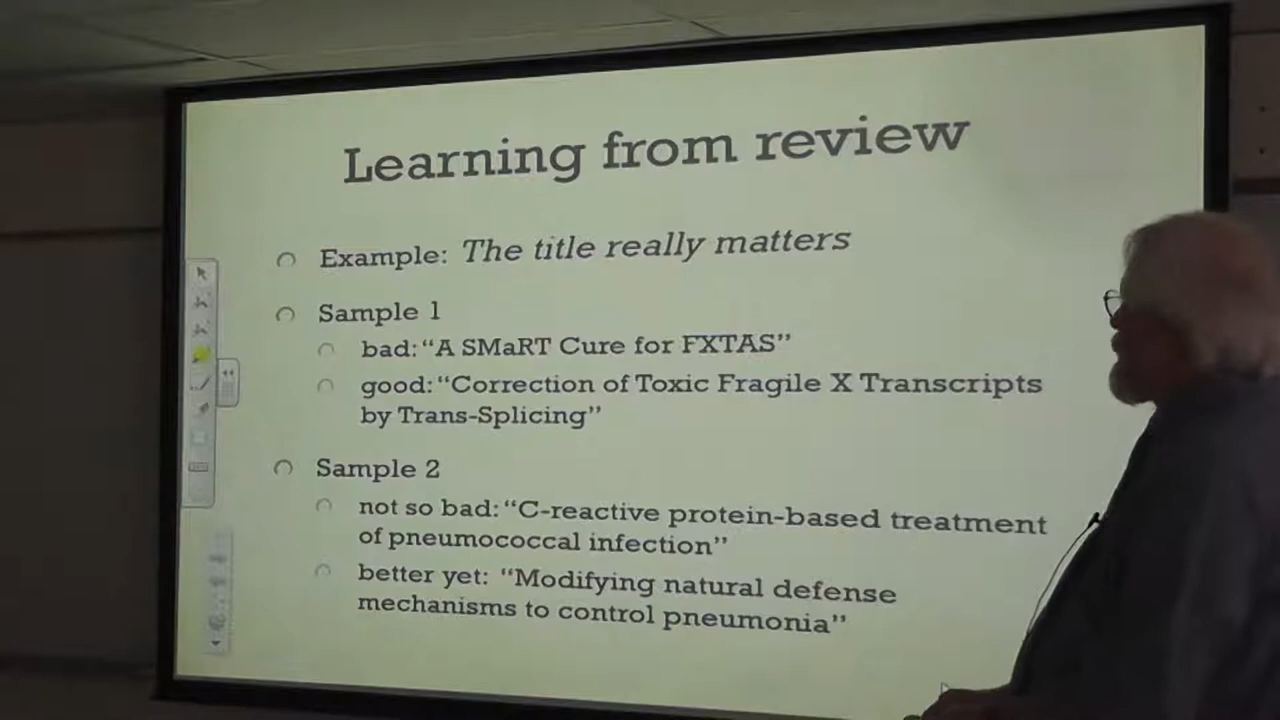 Learning from review
Example: The title really matters
Sample 1
bad: “A SMaRT Cure for FXTAS”
good: “Correction of Toxic Fragile X Transcripts
by Trans-Splicing”
Sample 2
not so bad: “C-reactive protein-based treatment
of pneumococcal infection”
better yet: “Modifying natural defense
mechanisms to control pneumonia”